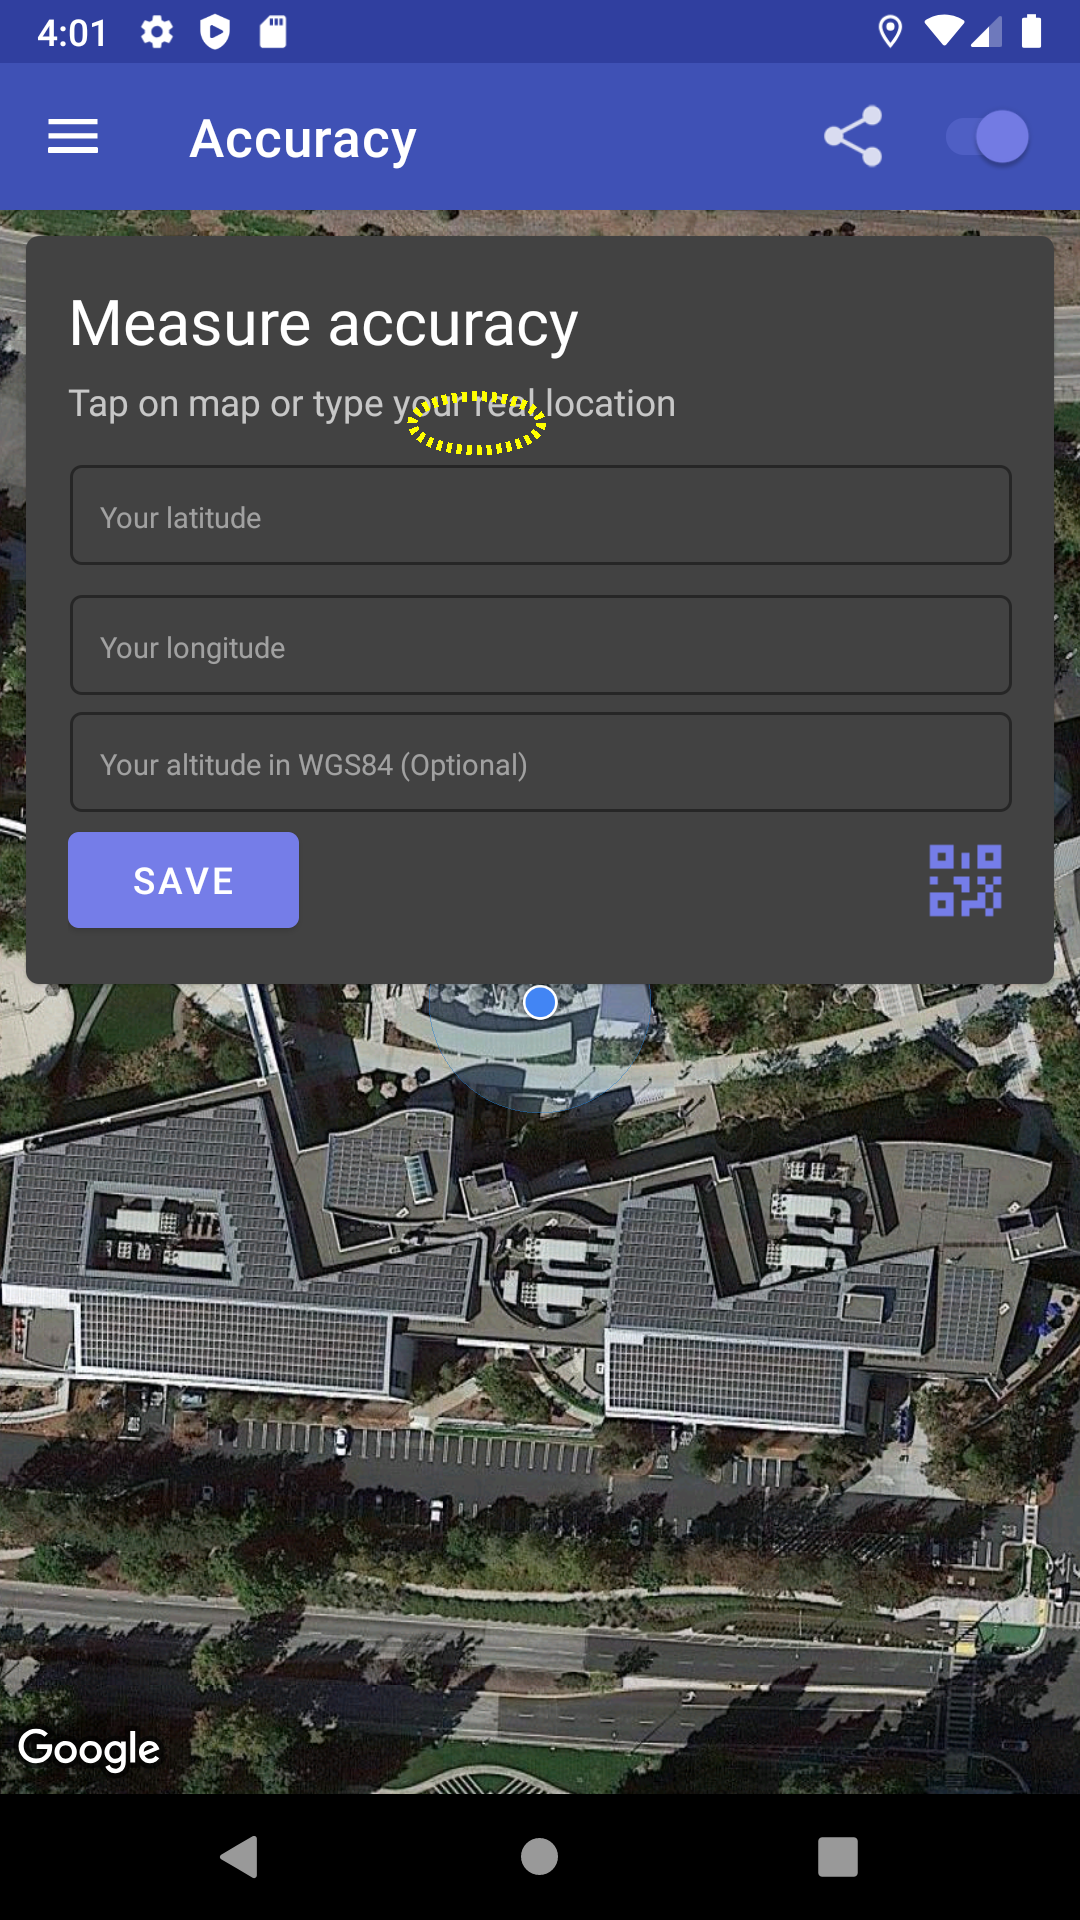 4:01
Accuracy
Measure accuracy
Tap on map or type your real location
Your latitude
Your longitude
Your altitude in WGS84 (Optional)
SAVE
Google